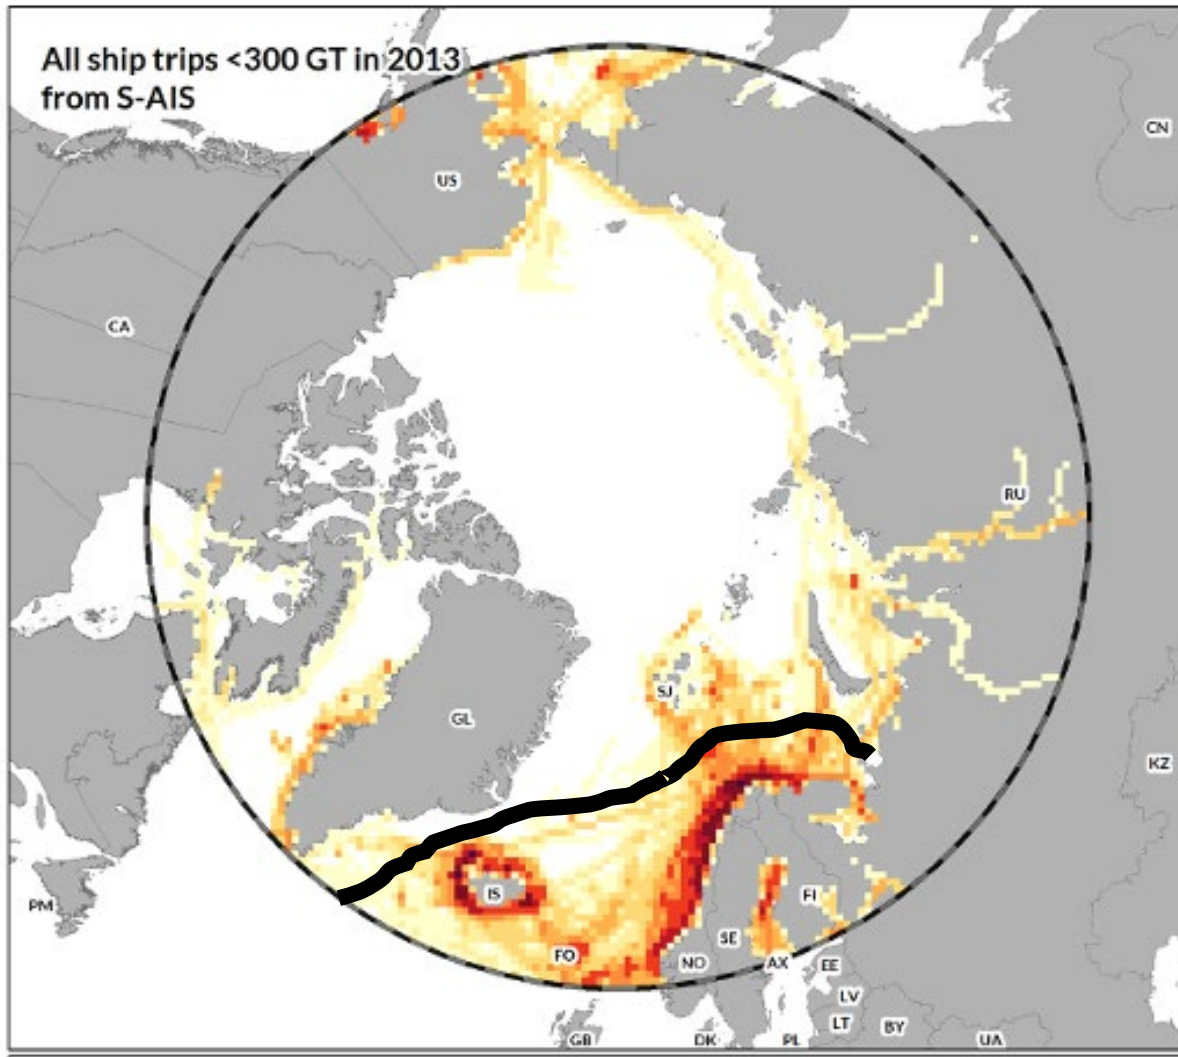 All ship trips <300 GT in 2013
from S-AIS
CN
US
CA
RU
SJ
GL
KZ
IS
FI
PM
SE
FO
NO
AX
EE
LV
LT
BY
GB
DK
PL
UA